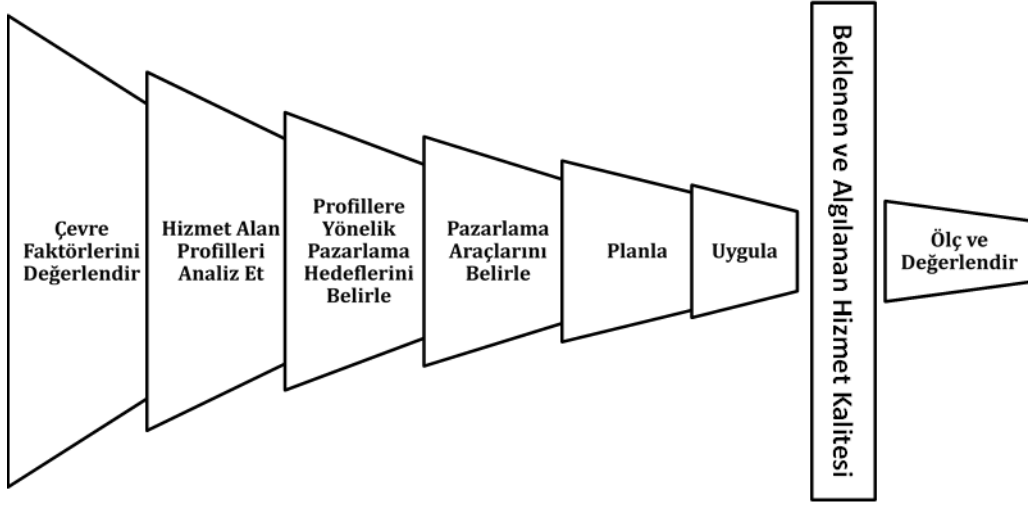 Çevre
Faktörlerini
Değerlendir
Hizmet Alan
Profilleri
Analiz Et
Profillere
Yönelik
Pazarlama
Hedeflerini
Belirle
Pazarlama
Araçlarını
Belirle
Planla
Uygula
Beklenen ve Algılanan Hizmet Kalitesi
Ölç ve
Değerlendir